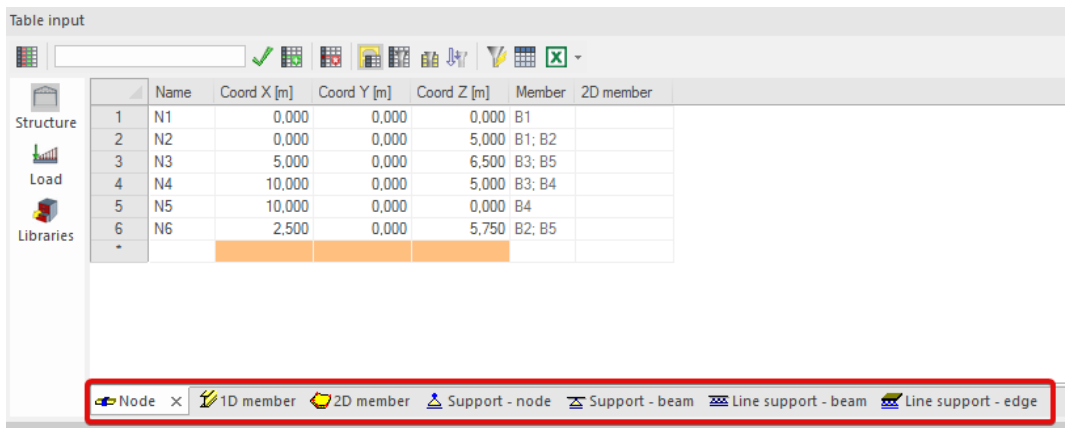 Table input
Structure
Load
Libraries
Name Coord X [m] Coord Y [m] Coord Z [m] Member 2D member
1 N1 0,000 0,000 0,000 B1
2 N2 0,000 0,000 5,000 B1; B2
3 N3 5,000 0,000 6,500 B3; B5
4 N4 10,000 0,000 5,000 B3; B4
5 N5 10,000 0,000 0,000 B4
6 N6 2,500 0,000 5,750 B2; B5
*
Node × 1D member 2D member Support - node Support - beam Line support - beam Line support - edge